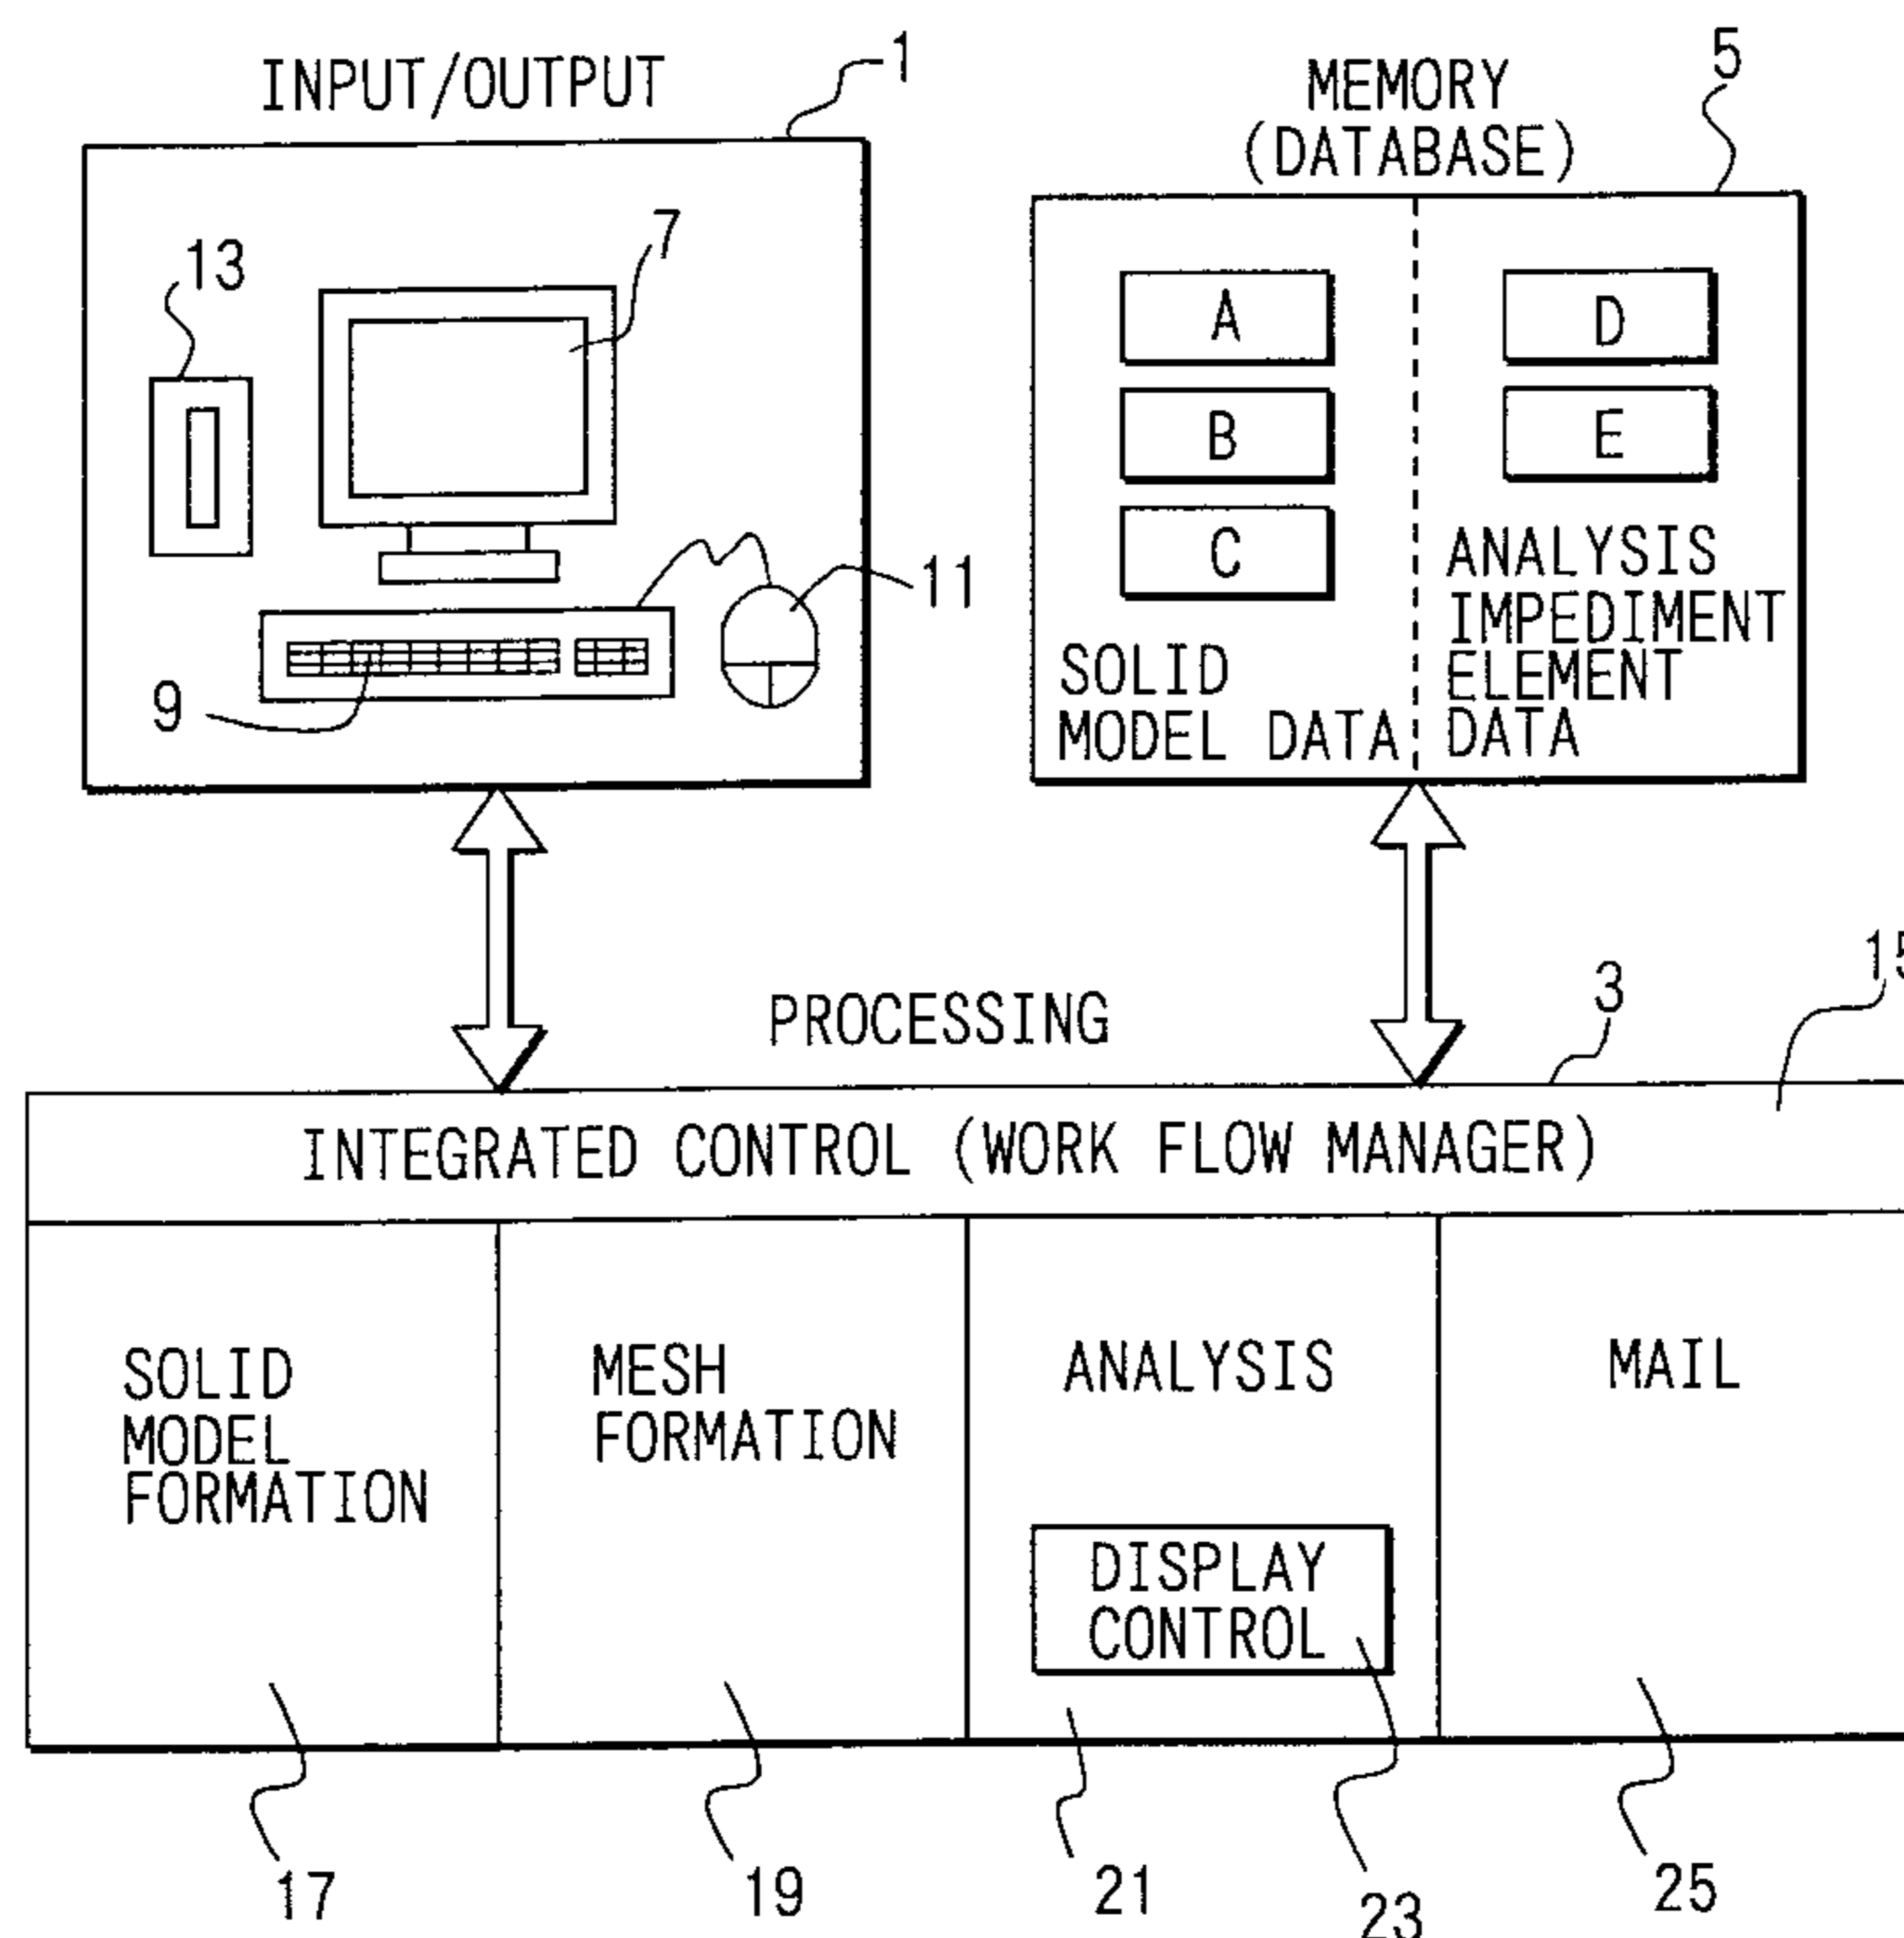 INPUT/OUTPUT
1
MEMORY
(DATABASE)
5
13
7
11
9
A
B
C
SOLID
MODEL DATA
D
E
ANALYSIS
IMPEDIMENT
ELEMENT
DATA
PROCESSING
3
15
INTEGRATED CONTROL (WORK FLOW MANAGER)
SOLID
MODEL
FORMATION
MESH
FORMATION
ANALYSIS
DISPLAY
CONTROL
MAIL
17
19
21
23
25